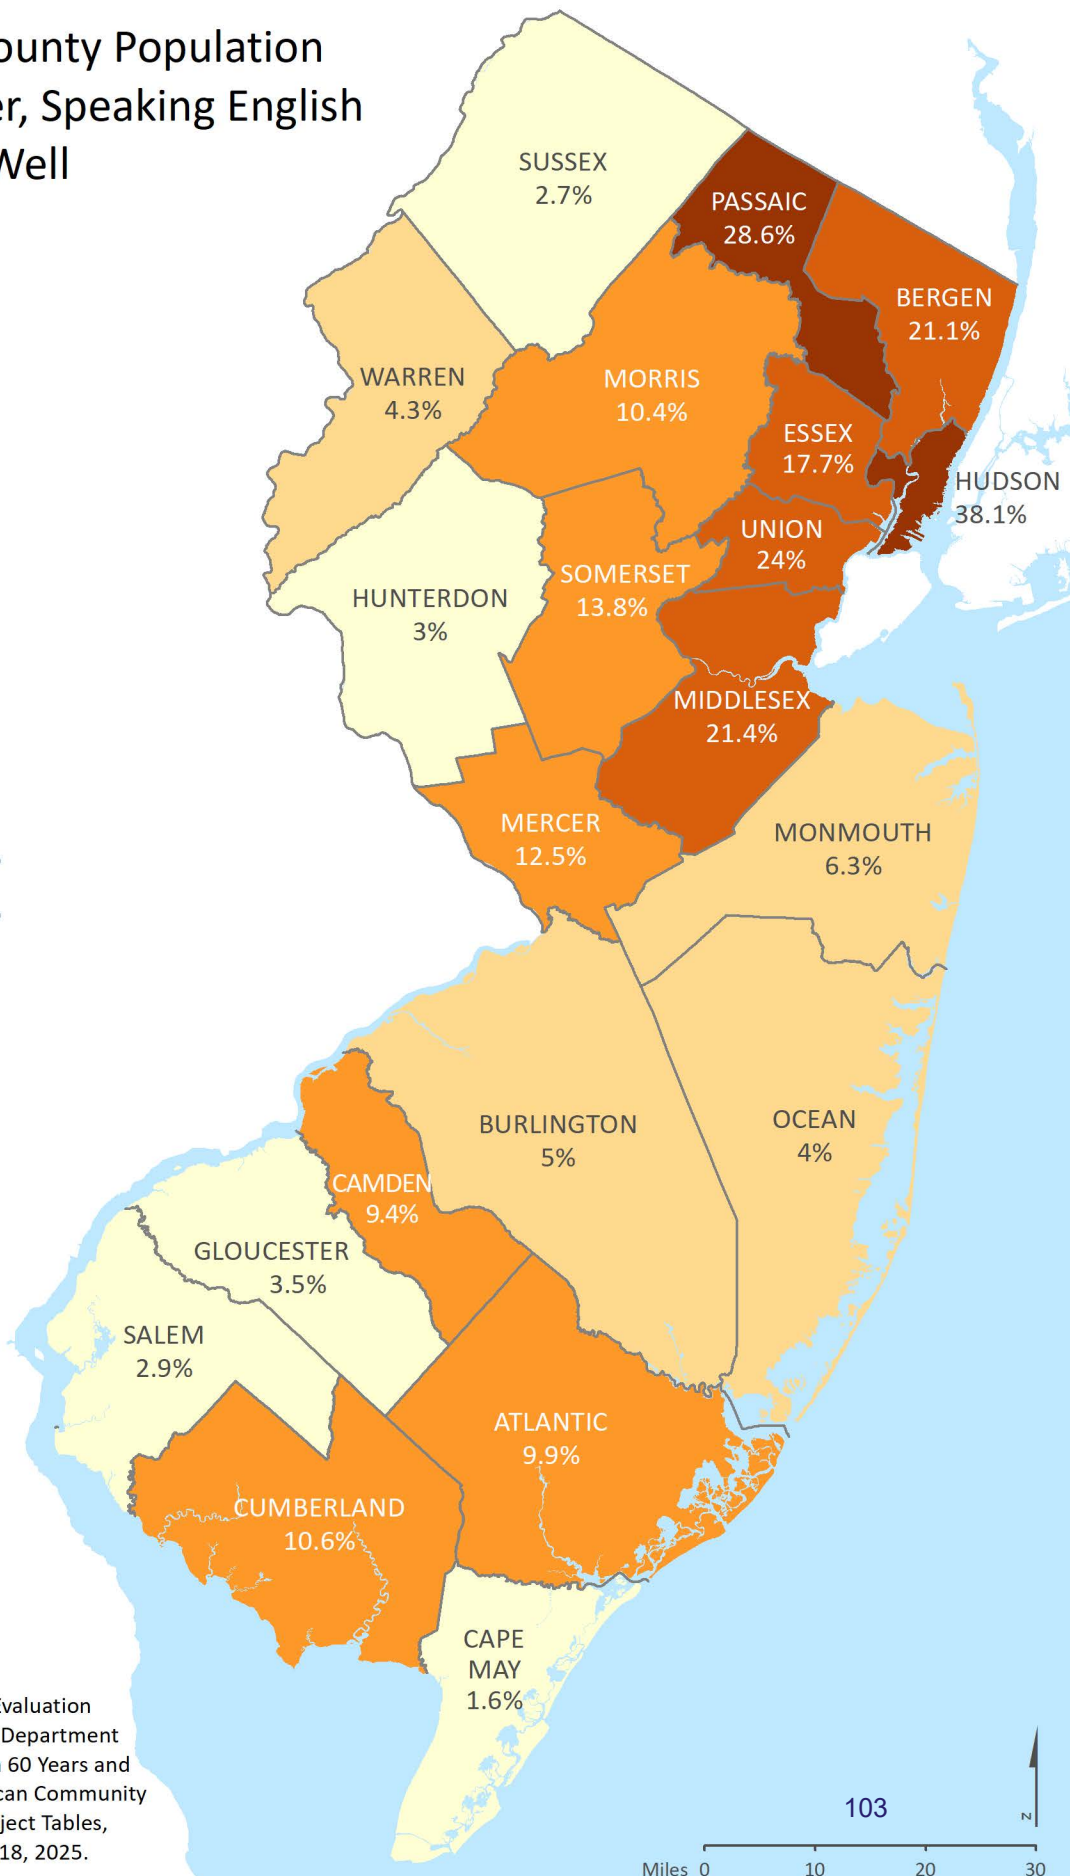 ounty Population
er, Speaking English
Well
SUSSEX
2.7%
PASSAIC
28.6%
BERGEN
21.1%
WARREN
4.3%
MORRIS
10.4%
ESSEX
17.7%
HUDSON
38.1%
UNION
24%
SOMERSET
13.8%
HUNTERDON
3%
MIDDLESEX
21.4%
MERCER
12.5%
MONMOUTH
6.3%
BURLINGTON
5%
OCEAN
4%
CAMDEN
9.4%
GLOUCESTER
3.5%
SALEM
2.9%
ATLANTIC
9.9%
CUMBERLAND
10.6%
CAPE
MAY
1.6%
Evaluation
Department
60 Years and
can Community
ject Tables,
18, 2025.
103
N
Miles 0 10 20 30